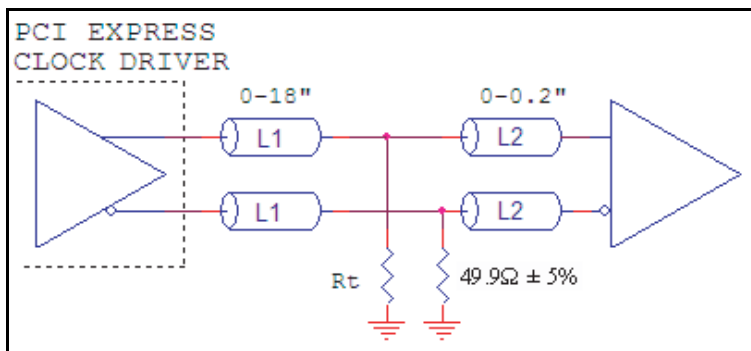 PCI EXPRESS
CLOCK DRIVER
0-18"
0-0.2"
L1
L2
L1
L2
Rt
49.9Ω ± 5%